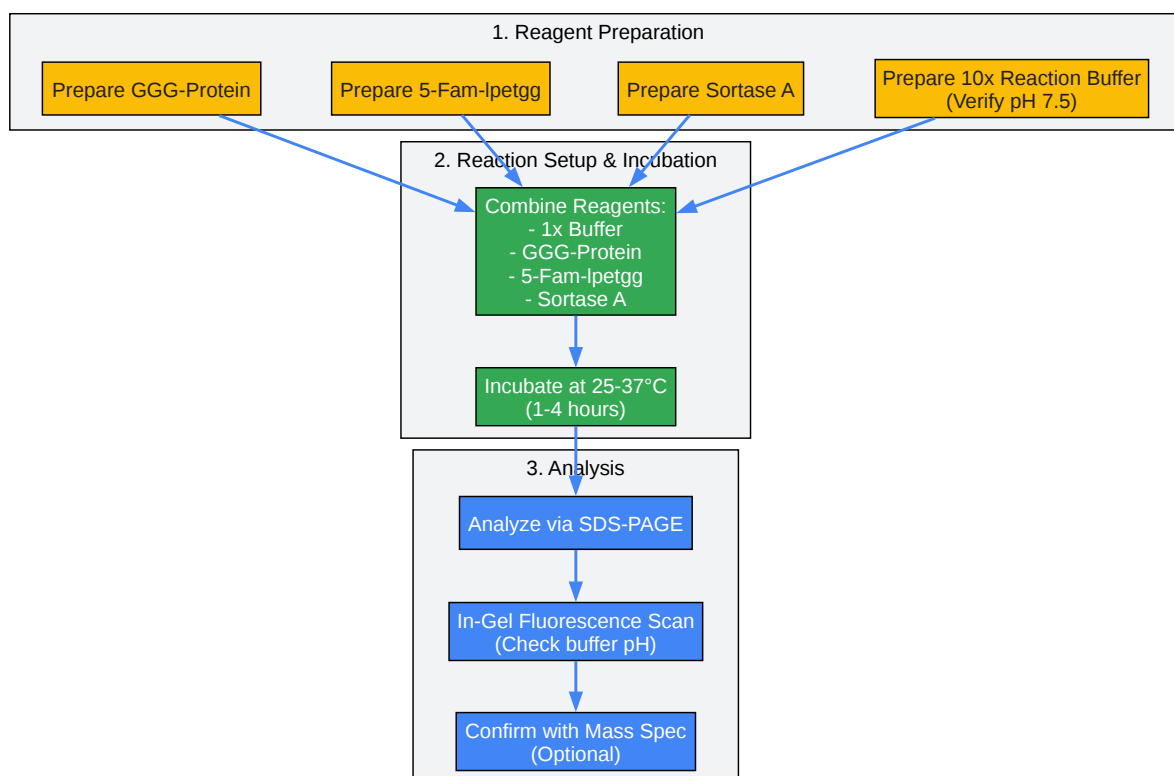 1. Reagent Preparation
Prepare GGG-Protein
Prepare 5-Fam-lpetgg
Prepare Sortase A
Prepare 10x Reaction Buffer
(Verify pH 7.5)
2. Reaction Setup & Incubation
Combine Reagents:
- 1x Buffer
- GGG-Protein
- 5-Fam-lpetgg
- Sortase A
Incubate at 25-37°C
(1-4 hours)
3. Analysis
Analyze via SDS-PAGE
In-Gel Fluorescence Scan
(Check buffer pH)
Confirm with Mass Spec
(Optional)